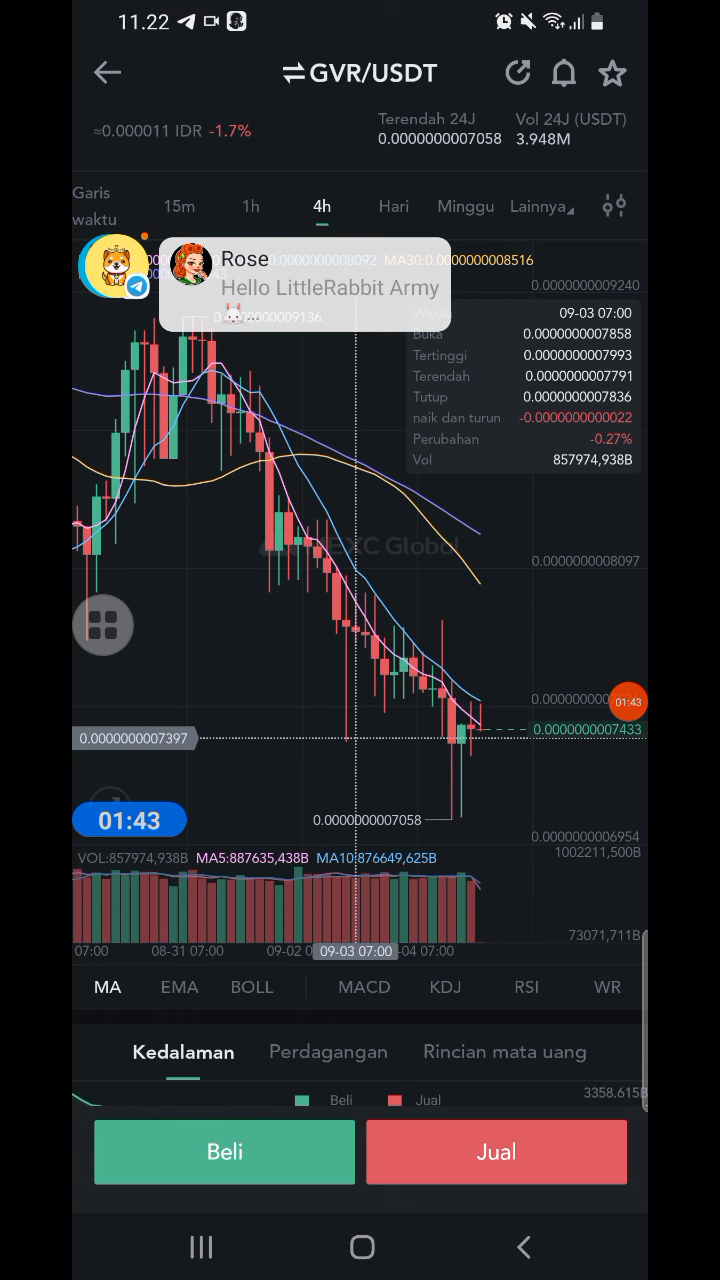 11.22
GVR/USDT
≈0.000011 IDR -1.7%
Terendah 24J
0.0000000007058
Vol 24J (USDT)
3.948M
Garis waktu
15m
1h
4h
Hari
Minggu
Lainnya
MA30:0.0000000008516
Rose
Hello LittleRabbit Army
0.0000000009240
09-03 07:00
Buka 0.0000000007858
Tertinggi 0.0000000007993
Terendah 0.0000000007791
Tutup 0.0000000007836
naik dan turun -0.0000000000022
Perubahan -0.27%
Vol 857974,938B
MEXC Global
0.0000000008097
01:43
0.0000000007433
0.0000000007397
01:43
0.0000000007058
0.0000000006954
VOL:857974,938B MA5:887635,438B MA10:876649,625B
1002211,500B
73071,711B
07:00
08-31 07:00
09-02 0
09-03 07:00
-04 07:00
MA
EMA
BOLL
MACD
KDJ
RSI
WR
Kedalaman
Perdagangan
Rincian mata uang
Beli
Jual
3358.615B
Beli
Jual